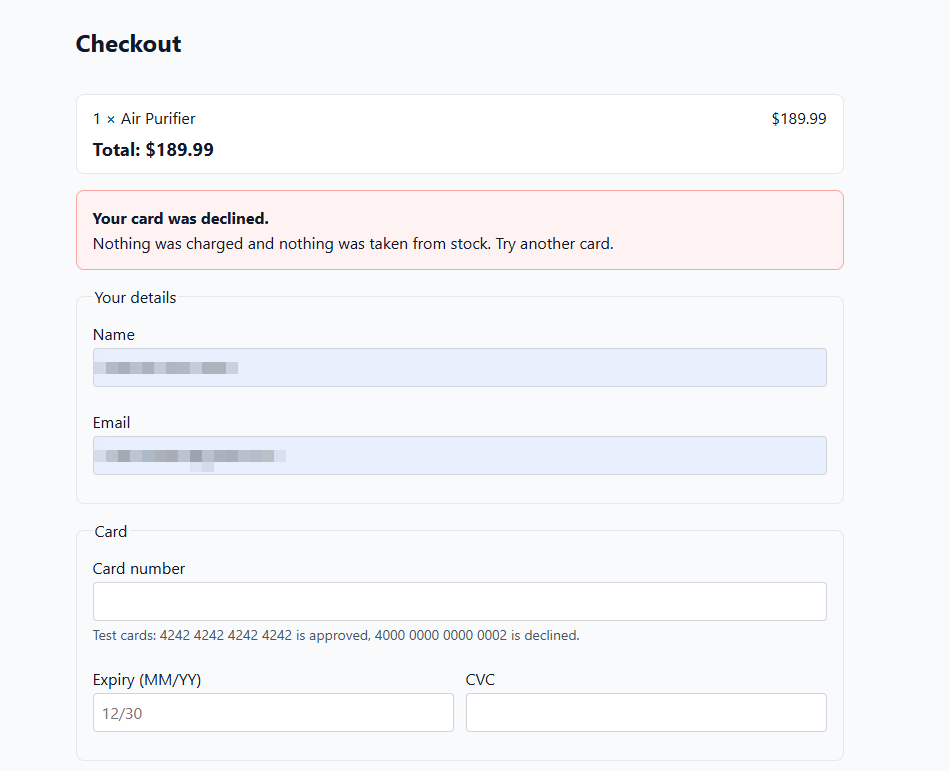 Checkout
1 × Air Purifier $189.99
Total: $189.99
Your card was declined.
Nothing was charged and nothing was taken from stock. Try another card.
Your details
Name
Email
Card
Card number
Test cards: 4242 4242 4242 4242 is approved, 4000 0000 0000 0002 is declined.
Expiry (MM/YY) CVC
12/30